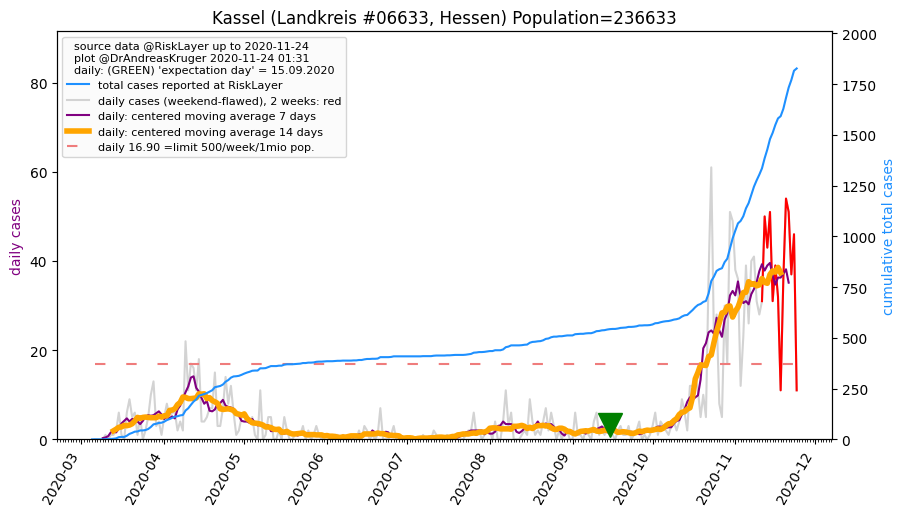 Kassel (Landkreis #06633, Hessen) Population=236633
source data @RiskLayer up to 2020-11-24
plot @DrAndreasKruger 2020-11-24 01:31
daily: (GREEN) 'expectation day' = 15.09.2020
total cases reported at RiskLayer
daily cases (weekend-flawed), 2 weeks: red
daily: centered moving average 7 days
daily: centered moving average 14 days
daily 16.90 =limit 500/week/1mio pop.
daily cases
80
60
40
20
0
cumulative total cases
2000
1750
1500
1250
1000
750
500
250
0
2020-03
2020-04
2020-05
2020-06
2020-07
2020-08
2020-09
2020-10
2020-11
2020-12